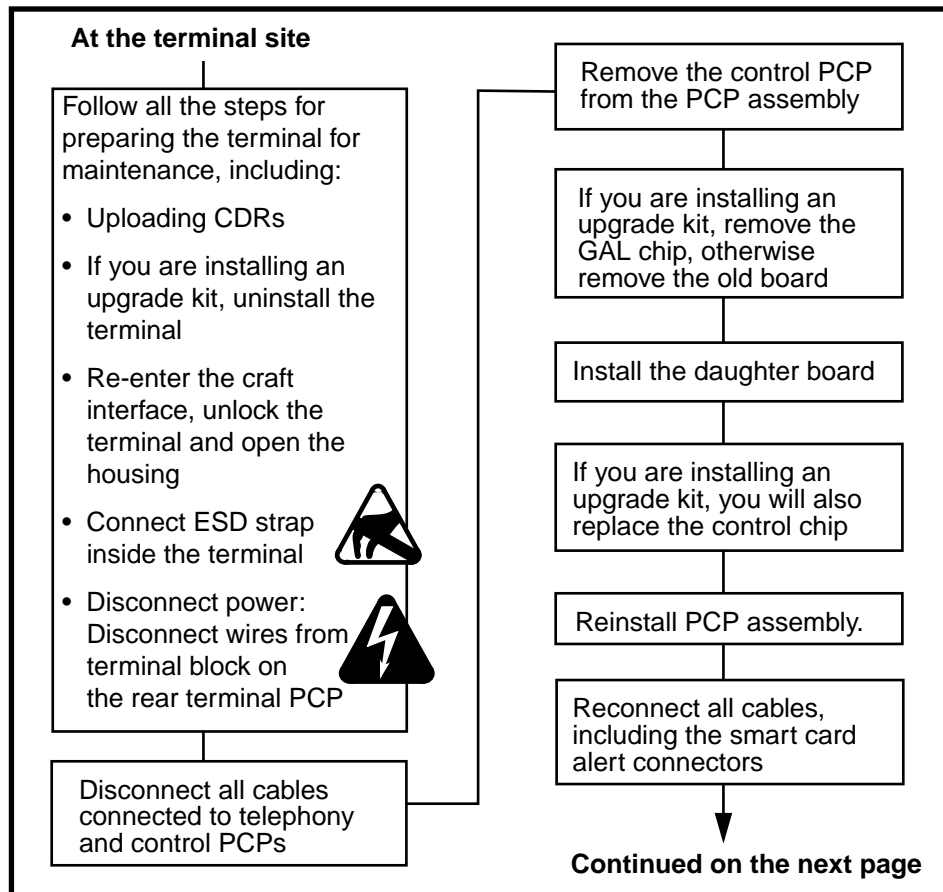 At the terminal site
Follow all the steps for
preparing the terminal for
maintenance, including:
• Uploading CDRs
• If you are installing an
upgrade kit, uninstall the
terminal
• Re-enter the craft
interface, unlock the
terminal and open the
housing
• Connect ESD strap
inside the terminal
• Disconnect power:
Disconnect wires from
terminal block on
the rear terminal PCP
Disconnect all cables
connected to telephony
and control PCPs
Remove the control PCP
from the PCP assembly
If you are installing an
upgrade kit, remove the
GAL chip, otherwise
remove the old board
Install the daughter board
If you are installing an
upgrade kit, you will also
replace the control chip
Reinstall PCP assembly.
Reconnect all cables,
including the smart card
alert connectors
Continued on the next page